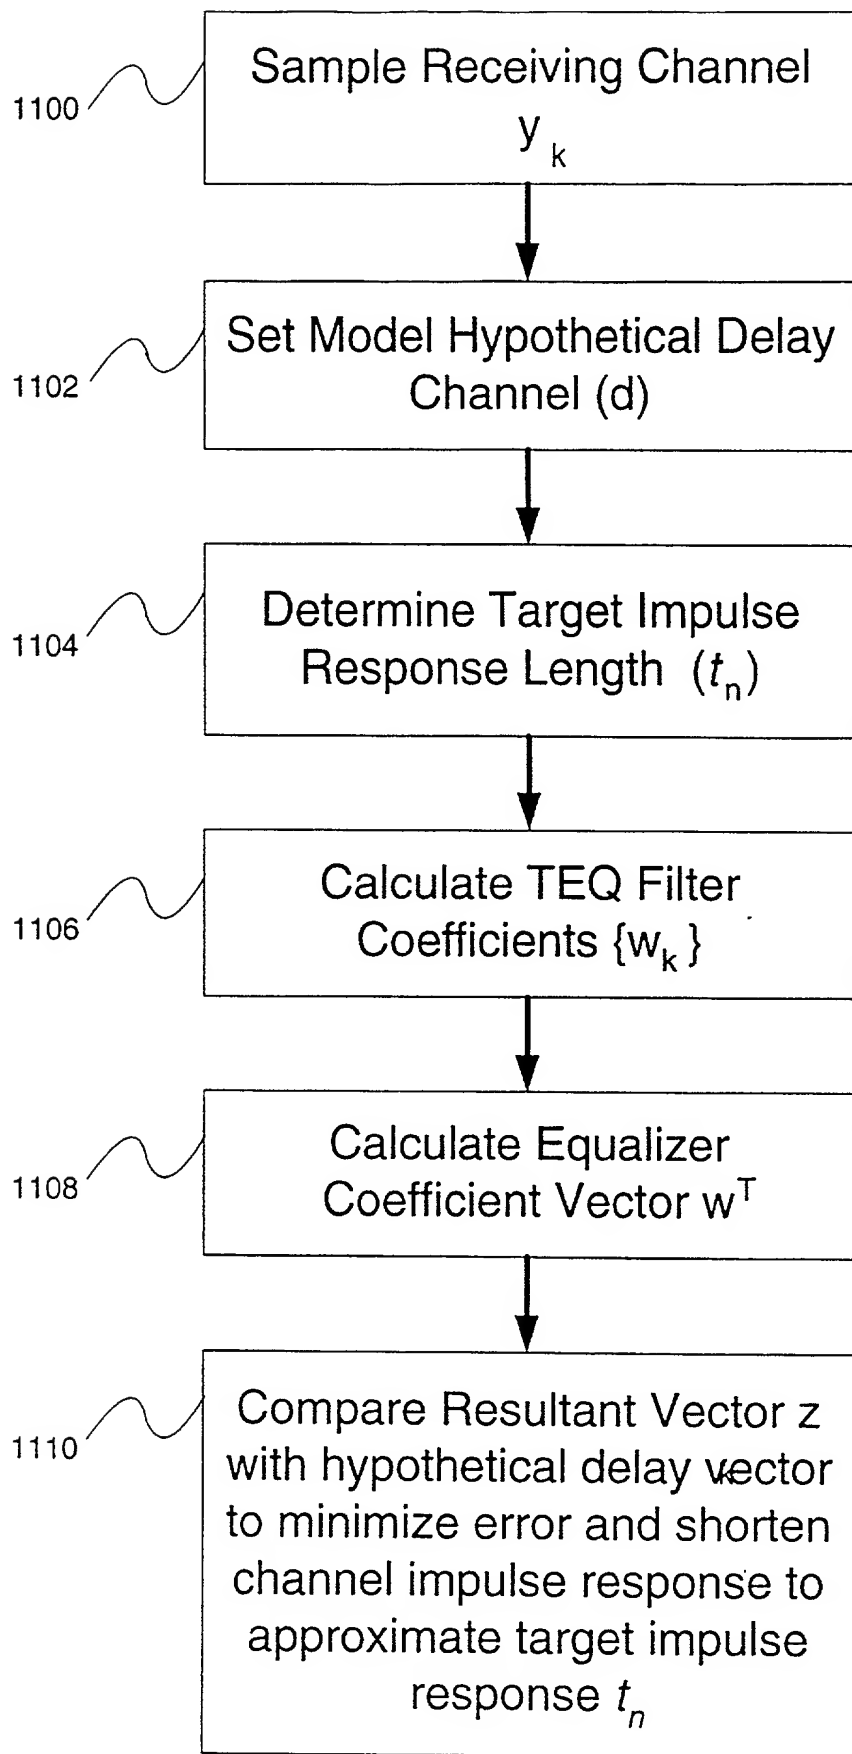 1100
Sample Receiving Channel
y k
1102
Set Model Hypothetical Delay
Channel (d)
1104
Determine Target Impulse
Response Length (tn)
1106
Calculate TEQ Filter
Coefficients {wk}
1108
Calculate Equalizer
Coefficient Vector wT
1110
Compare Resultant Vector z
with hypothetical delay vector
to minimize error and shorten
channel impulse response to
approximate target impulse
response tn